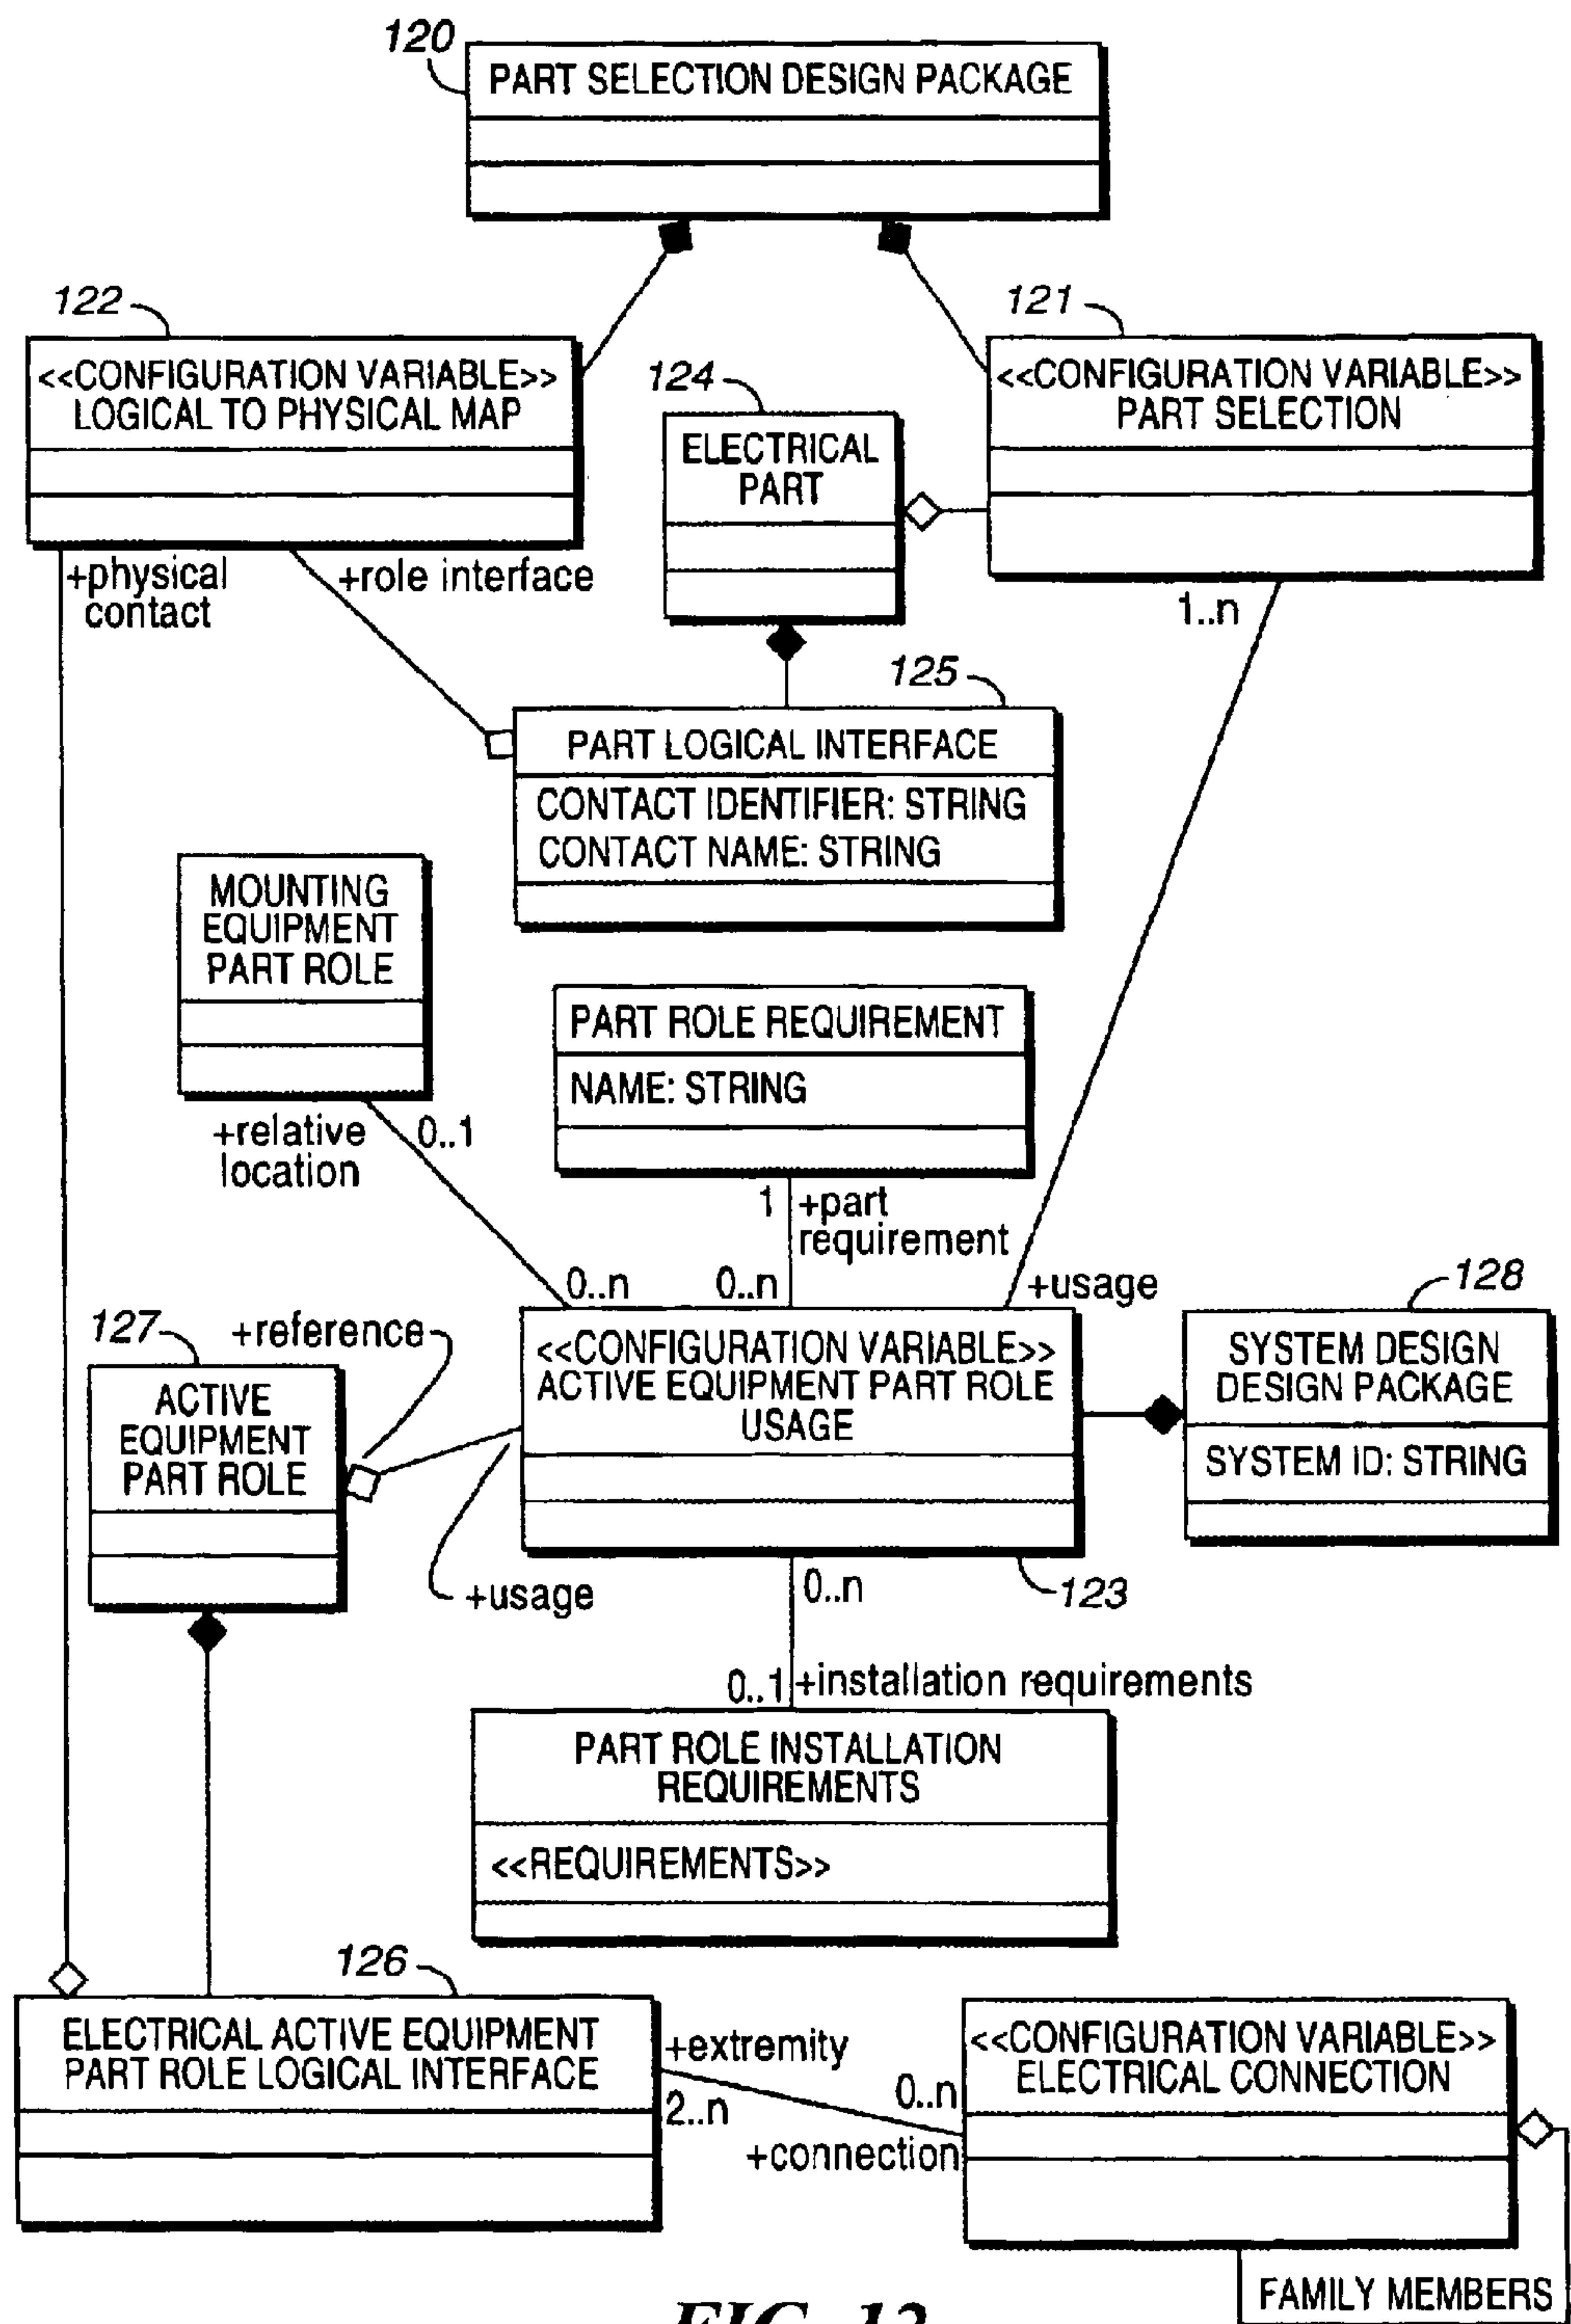 120
PART SELECTION DESIGN PACKAGE
122
<<CONFIGURATION VARIABLE>>
LOGICAL TO PHYSICAL MAP
124
ELECTRICAL
PART
121
<<CONFIGURATION VARIABLE>>
PART SELECTION
+physical
contact
+role interface
1..n
125
PART LOGICAL INTERFACE
CONTACT IDENTIFIER: STRING
CONTACT NAME: STRING
MOUNTING
EQUIPMENT
PART ROLE
PART ROLE REQUIREMENT
NAME: STRING
+relative
location
0..1
1
+part
requirement
0..n
0..n
+usage
127
+reference
ACTIVE
EQUIPMENT
PART ROLE
<<CONFIGURATION VARIABLE>>
ACTIVE EQUIPMENT PART ROLE
USAGE
128
SYSTEM DESIGN
DESIGN PACKAGE
SYSTEM ID: STRING
+usage
0..n
123
0..1
+installation requirements
PART ROLE INSTALLATION
REQUIREMENTS
<<REQUIREMENTS>>
126
ELECTRICAL ACTIVE EQUIPMENT
PART ROLE LOGICAL INTERFACE
+extremity
2..n
0..n
+connection
<<CONFIGURATION VARIABLE>>
ELECTRICAL CONNECTION
FAMILY MEMBERS